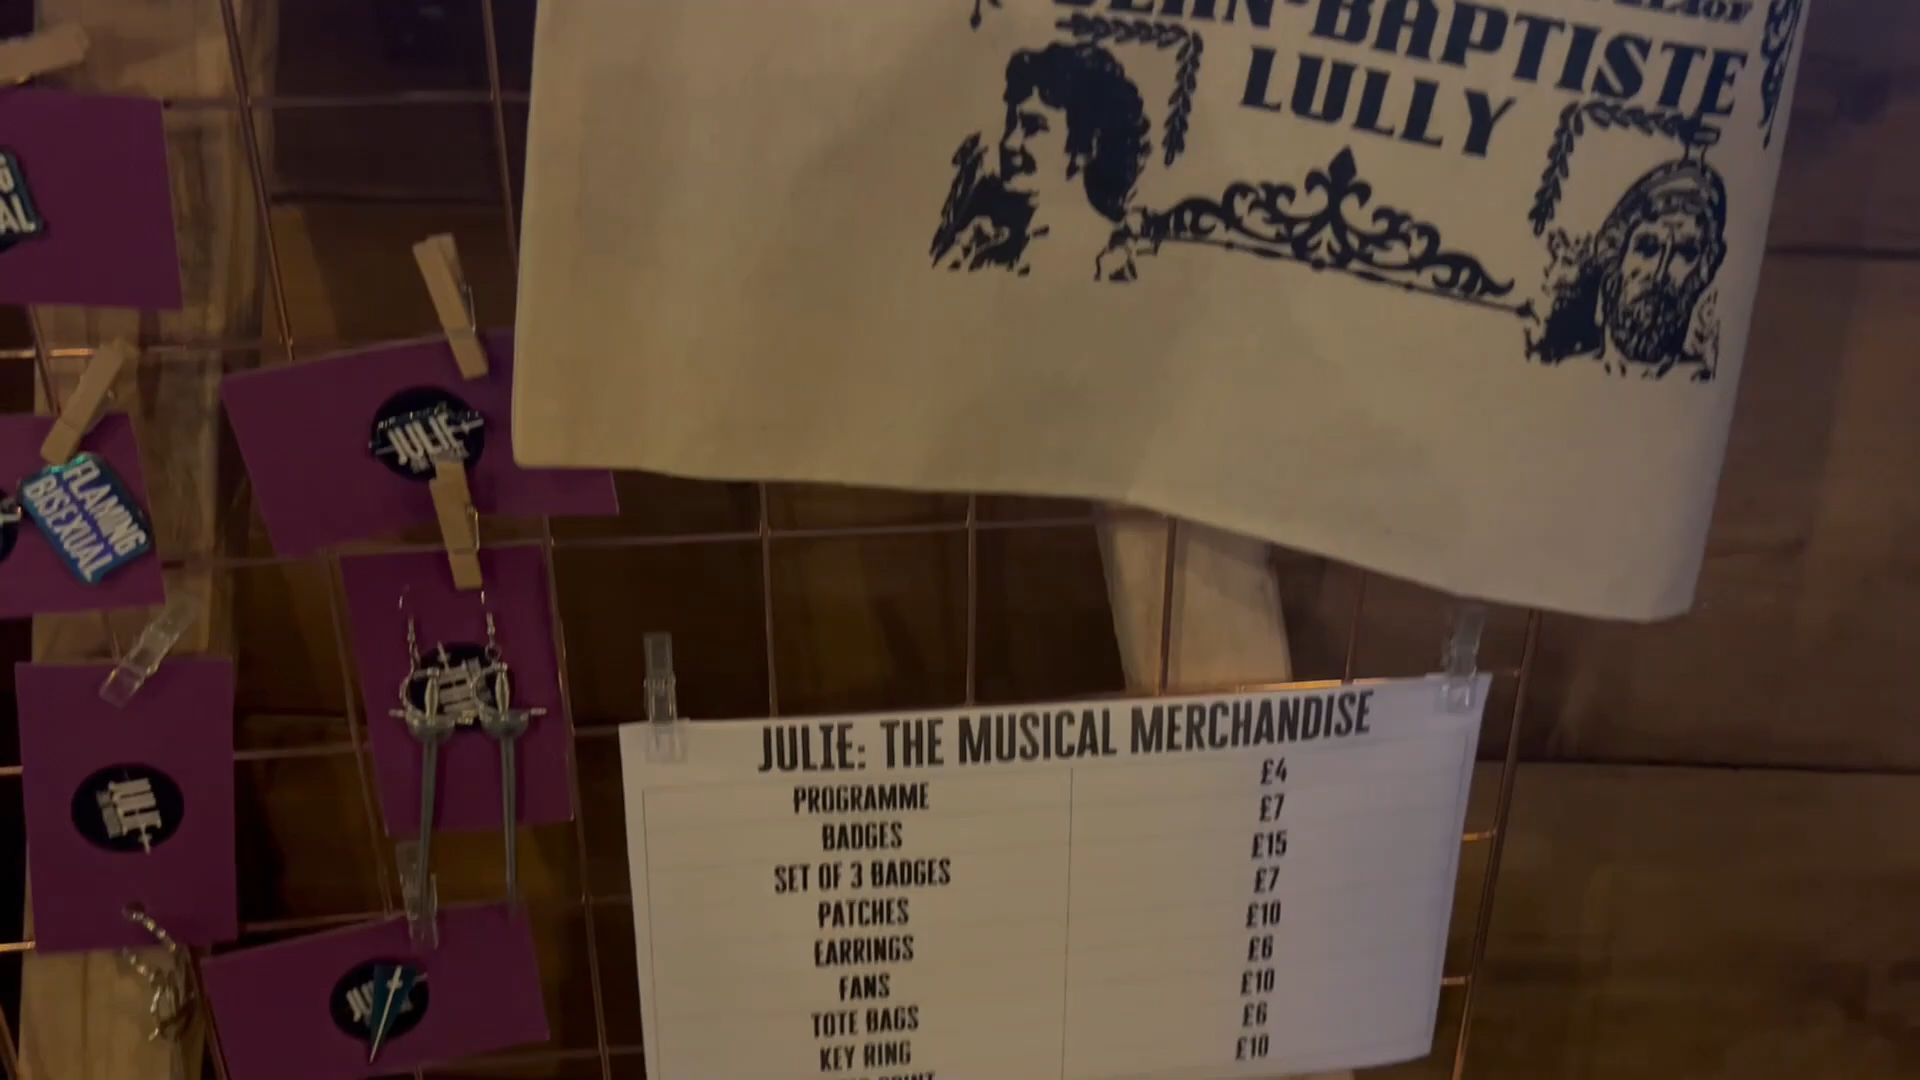 JEAN-BAPTISTE
LULLY
JULIE
FLAMING
BISEXUAL
JULIE
JULIE: THE MUSICAL MERCHANDISE
PROGRAMME £4
BADGES £7
SET OF 3 BADGES £15
PATCHES £7
EARRINGS £10
FANS £6
TOTE BAGS £10
KEY RING £6
£10